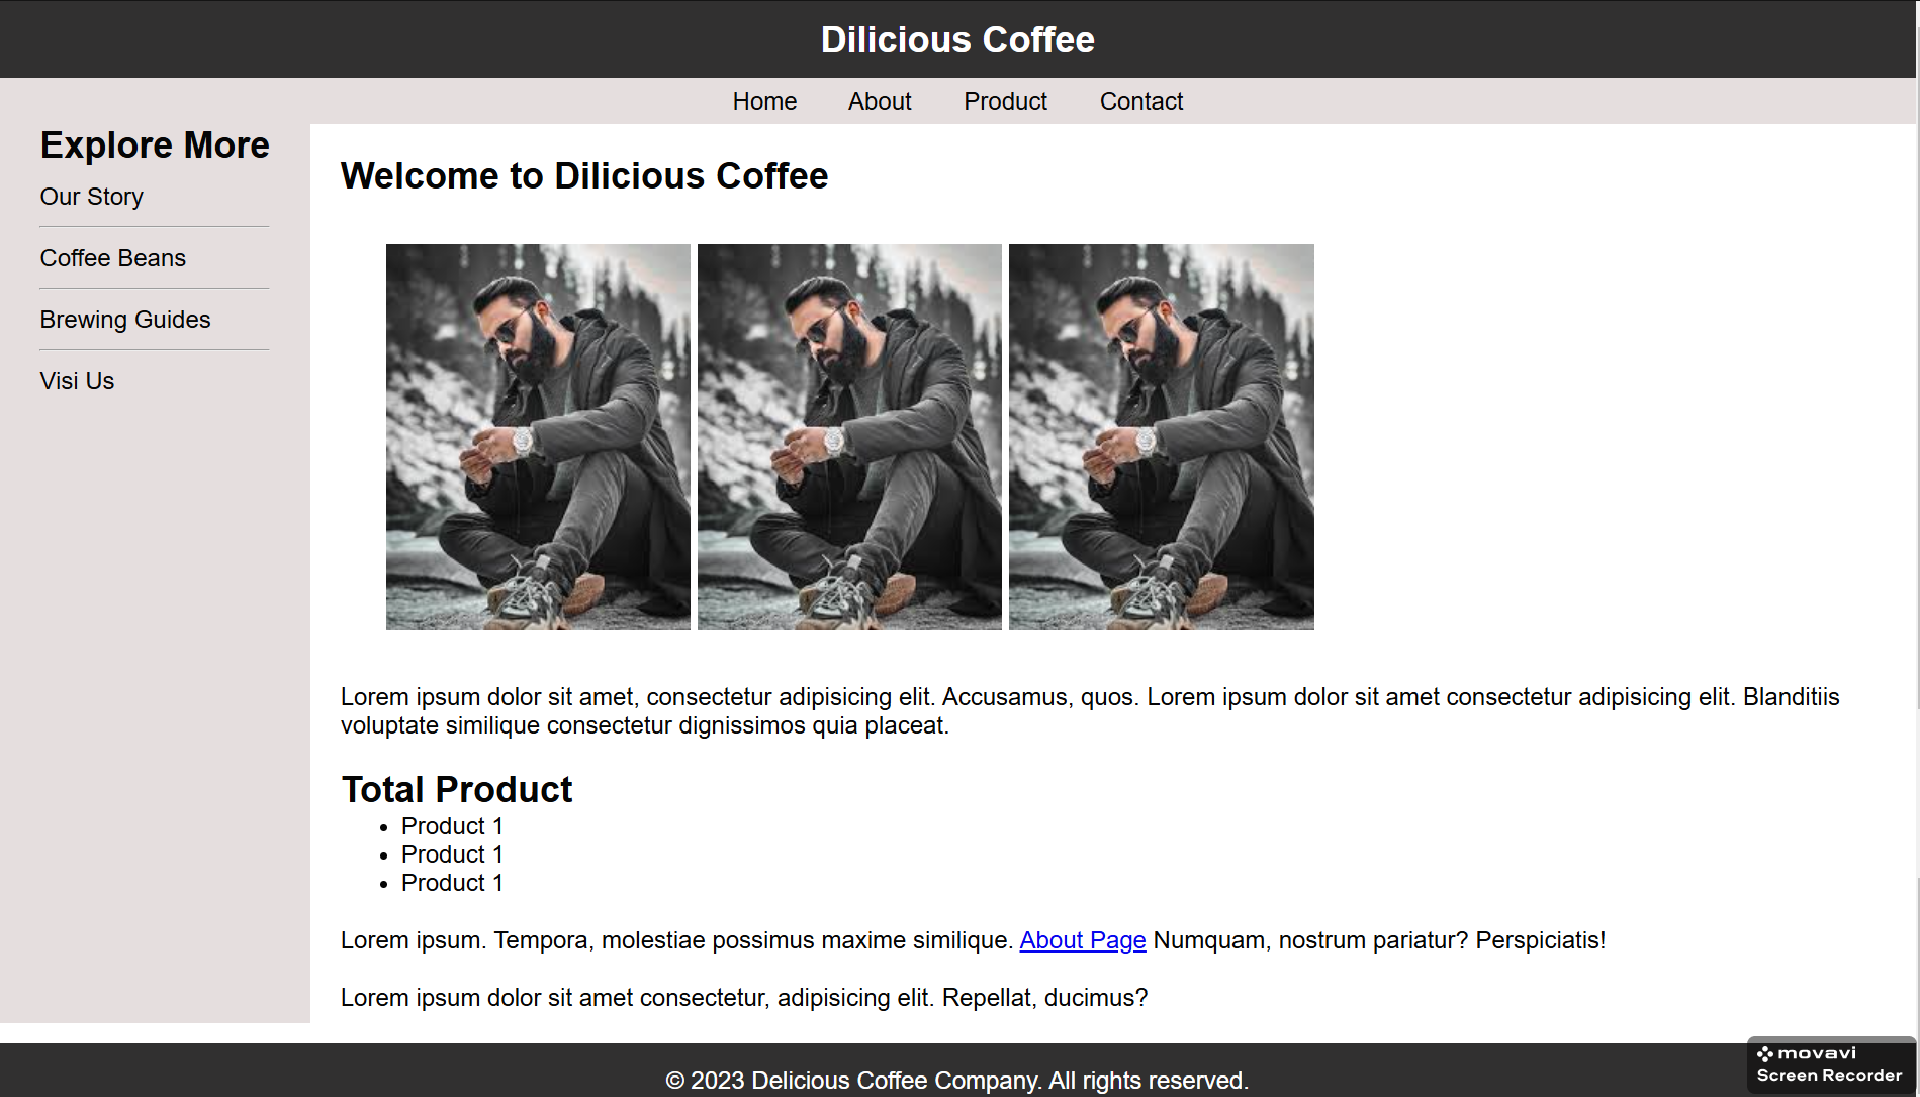 Dilicious Coffee
Home About Product Contact
Explore More
Our Story
Coffee Beans
Brewing Guides
Visi Us
Welcome to Dilicious Coffee
Lorem ipsum dolor sit amet, consectetur adipisicing elit. Accusamus, quos. Lorem ipsum dolor sit amet consectetur adipisicing elit. Blanditiis
voluptate similique consectetur dignissimos quia placeat.
Total Product
• Product 1
• Product 1
• Product 1
Lorem ipsum. Tempora, molestiae possimus maxime similique. About Page Numquam, nostrum pariatur? Perspiciatis!
Lorem ipsum dolor sit amet consectetur, adipisicing elit. Repellat, ducimus?
© 2023 Delicious Coffee Company. All rights reserved.
movavi
Screen Recorder